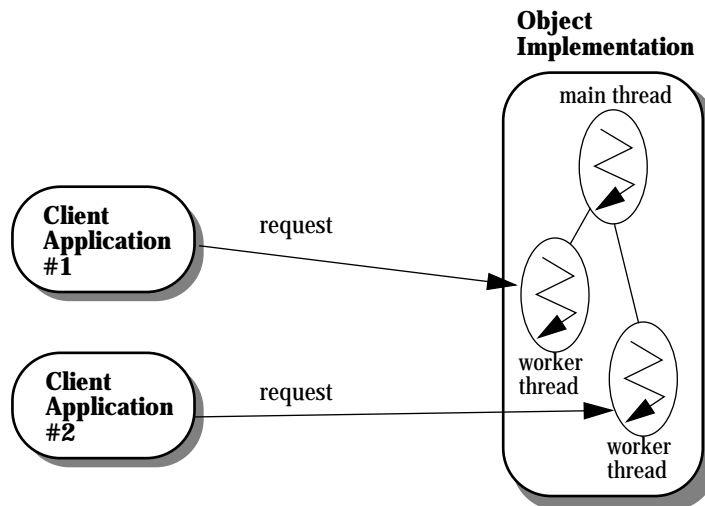 Object
Implementation
main thread
Client
Application
#1
request
worker
thread
Client
Application
#2
request
worker
thread